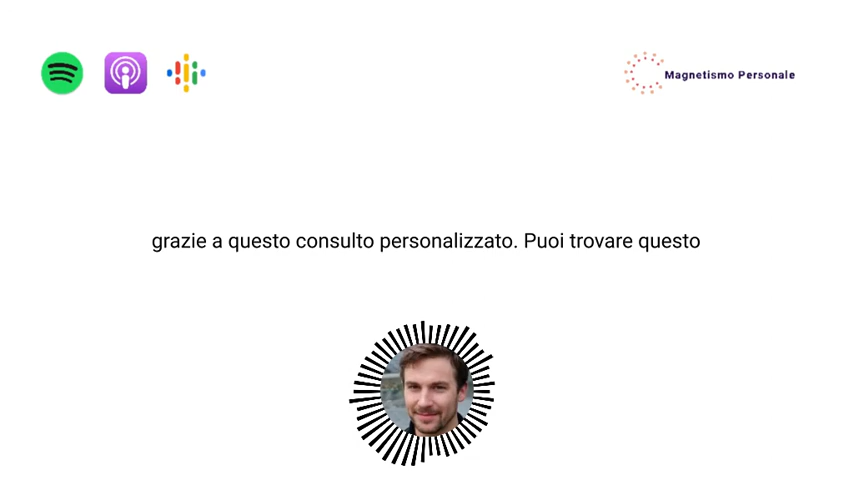 Magnetismo Personale
grazie a questo consulto personalizzato. Puoi trovare questo